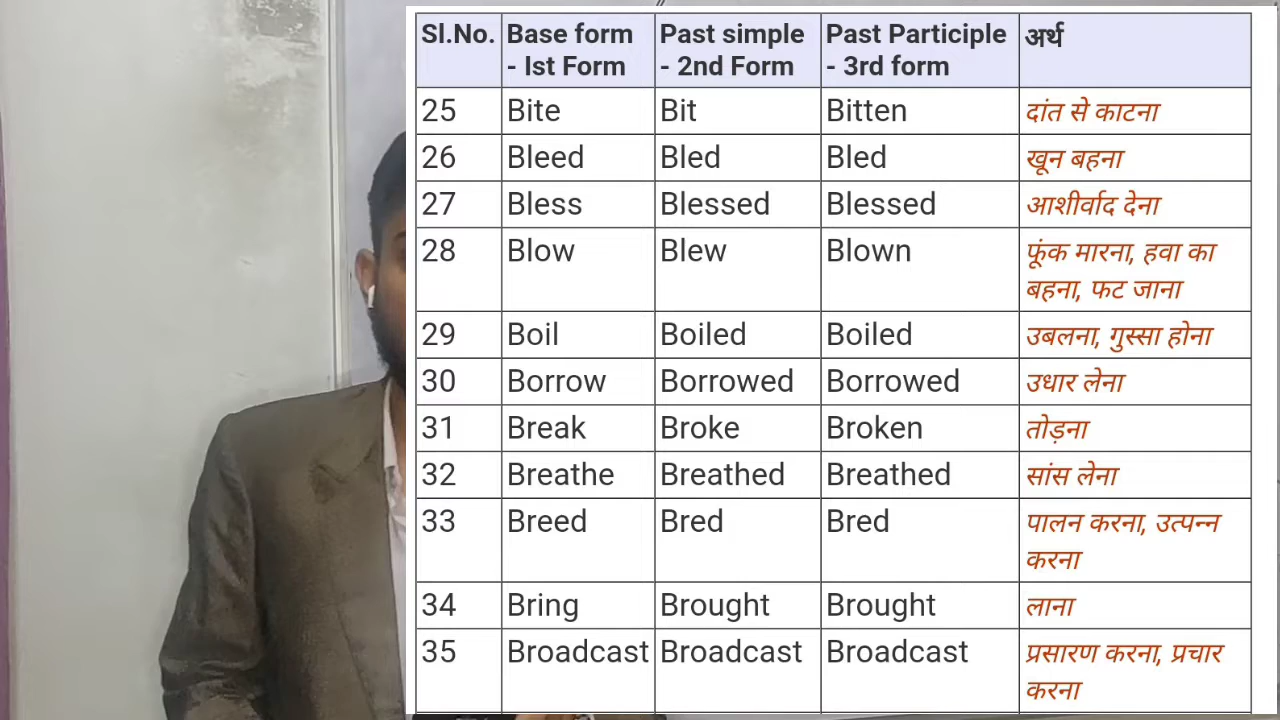 Sl.No. Base form - Ist Form Past simple - 2nd Form Past Participle - 3rd form अर्थ
25 Bite Bit Bitten दांत से काटना
26 Bleed Bled Bled खून बहना
27 Bless Blessed Blessed आशीर्वाद देना
28 Blow Blew Blown फूंक मारना, हवा का
बहना, फट जाना
29 Boil Boiled Boiled उबलना, गुस्सा होना
30 Borrow Borrowed Borrowed उधार लेना
31 Break Broke Broken तोड़ना
32 Breathe Breathed Breathed सांस लेना
33 Breed Bred Bred पालन करना, उत्पन्न
करना
34 Bring Brought Brought लाना
35 Broadcast Broadcast Broadcast प्रसारण करना, प्रचार
करना